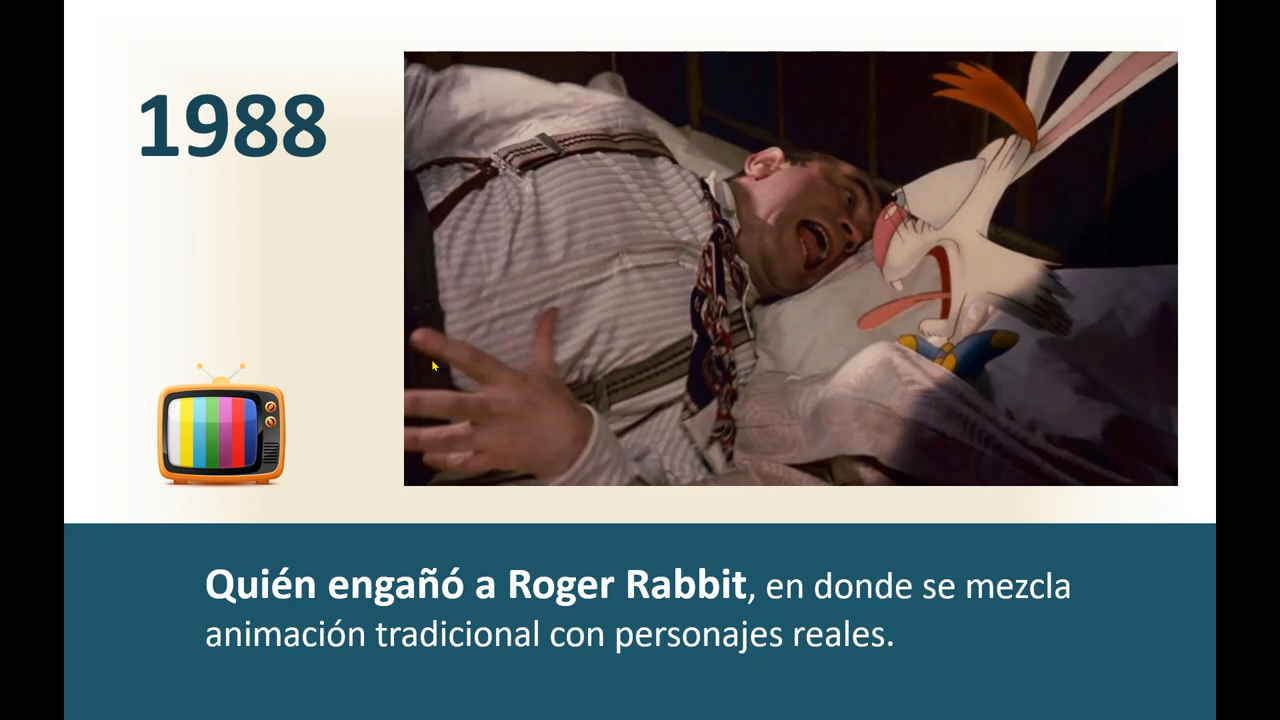 1988
Quién engañó a Roger Rabbit, en donde se mezcla
animación tradicional con personajes reales.